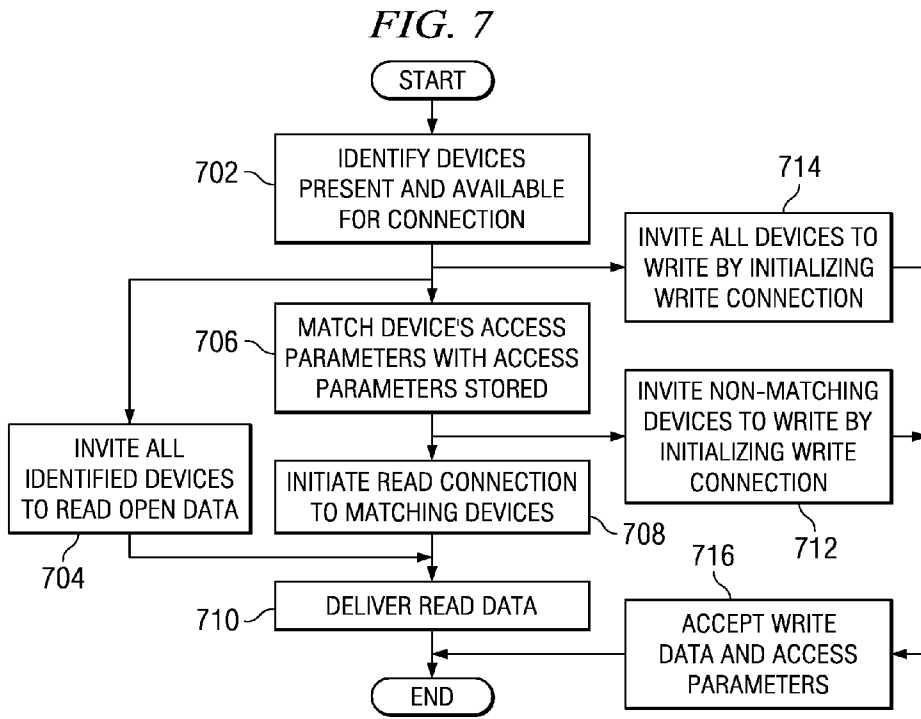 FIG. 7
START
702
IDENTIFY DEVICES
PRESENT AND AVAILABLE
FOR CONNECTION
714
INVITE ALL DEVICES TO
WRITE BY INITIALIZING
WRITE CONNECTION
706
MATCH DEVICE'S ACCESS
PARAMETERS WITH ACCESS
PARAMETERS STORED
INVITE NON-MATCHING
DEVICES TO WRITE BY
INITIALIZING WRITE
CONNECTION
712
INVITE ALL
IDENTIFIED DEVICES
TO READ OPEN DATA
704
INITIATE READ CONNECTION
TO MATCHING DEVICES
708
710
DELIVER READ DATA
716
ACCEPT WRITE
DATA AND ACCESS
PARAMETERS
END